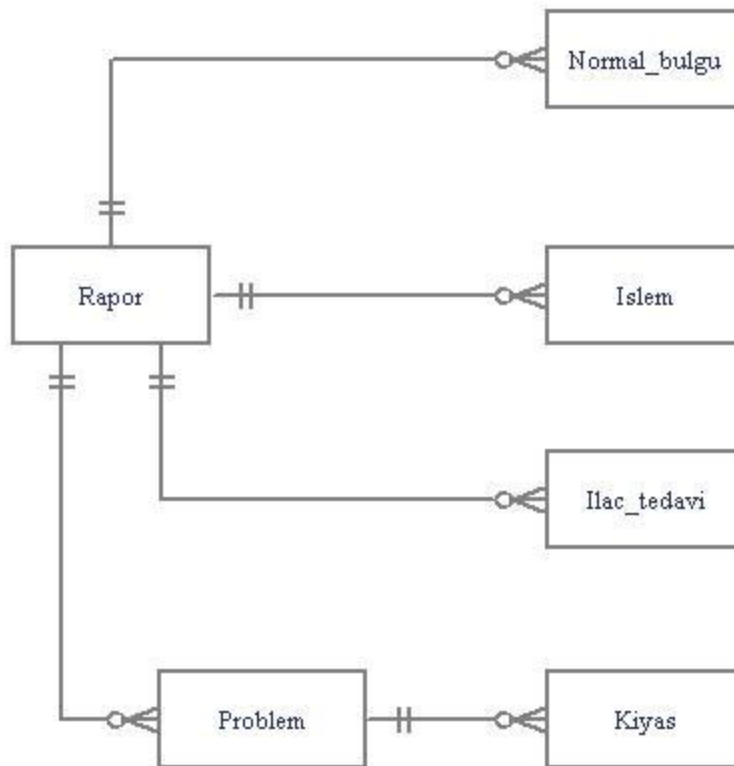 Normal_bulgu
Rapor
Islem
Ilac_tedavi
Problem
Kiyas